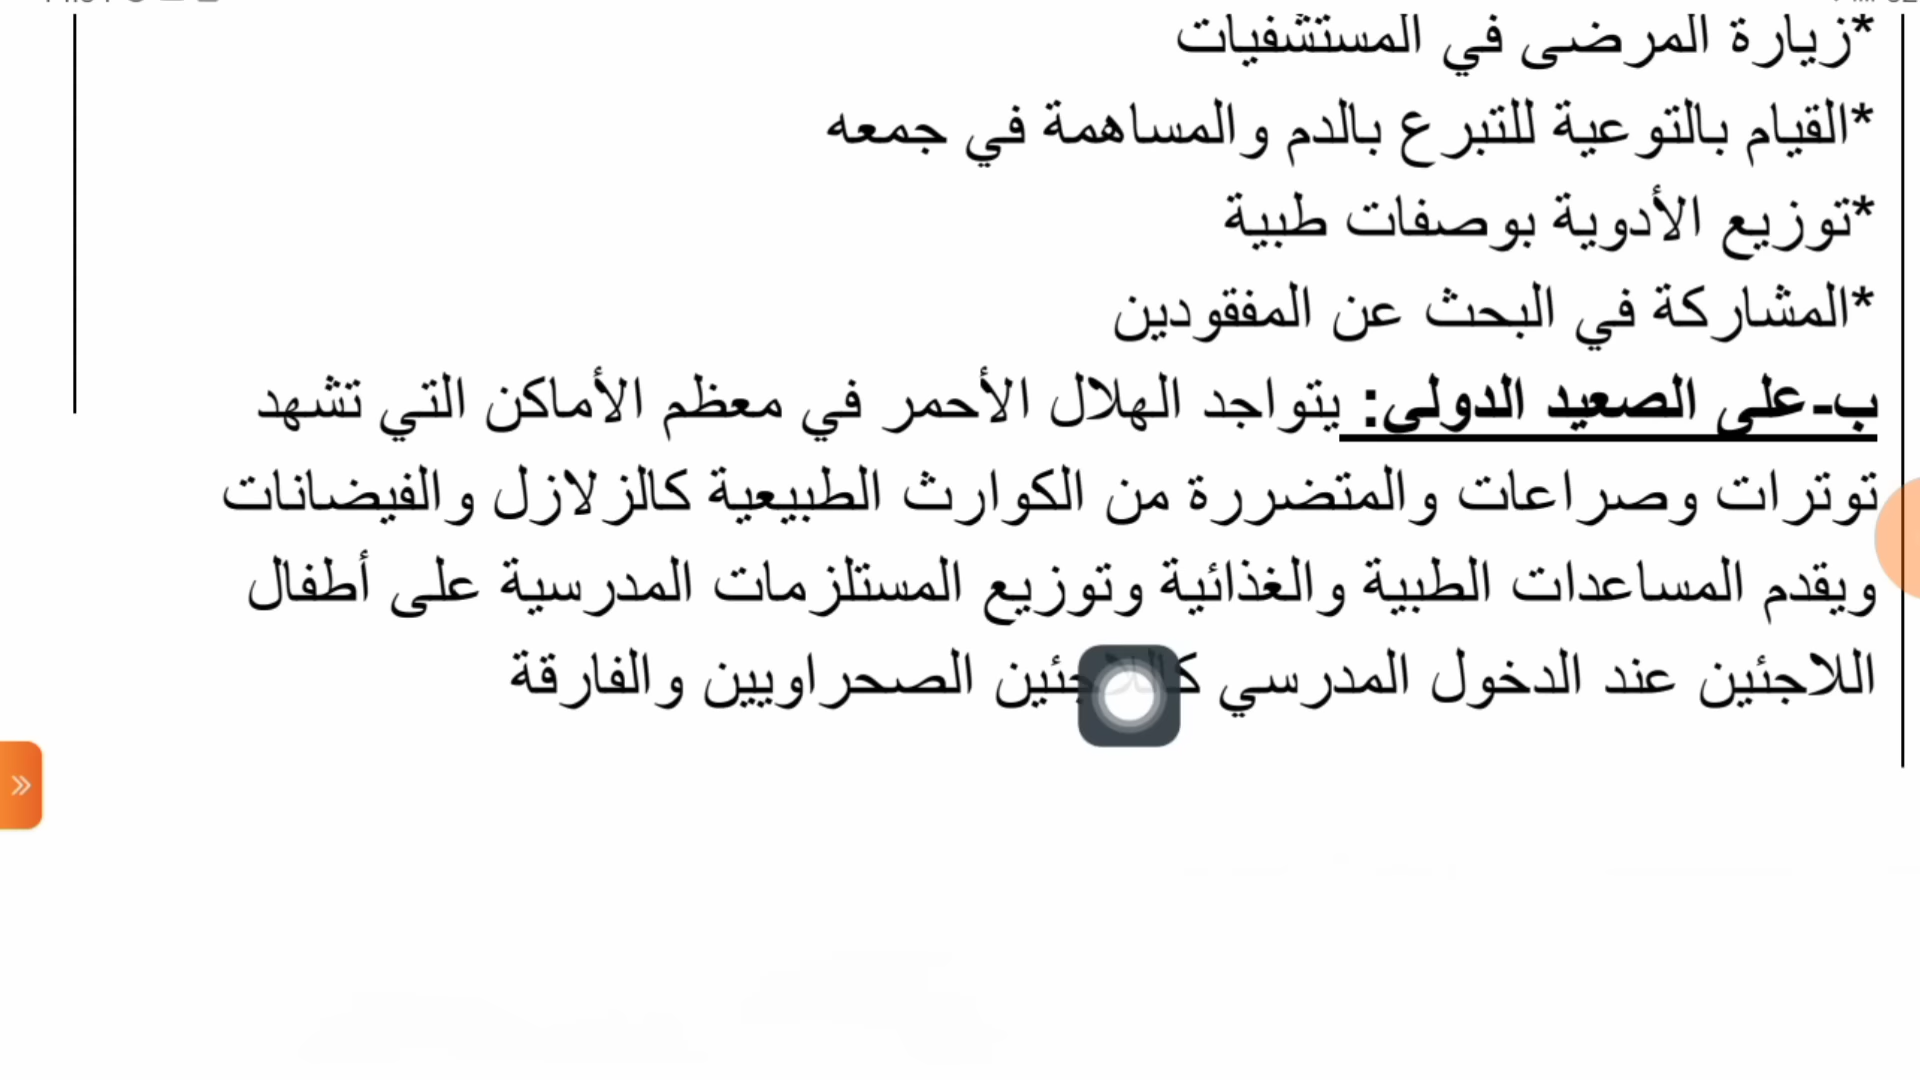 *زيارة المرضى في المستشفيات
*القيام بالتوعية للتبرع بالدم والمساهمة في جمعه
*توزيع الأدوية بوصفات طبية
*المشاركة في البحث عن المفقودين
ب-على الصعيد الدولي: يتواجد الهلال الأحمر في معظم الأماكن التي تشهد
توترات وصراعات والمتضررة من الكوارث الطبيعية كالزلازل والفيضانات
ويقدم المساعدات الطبية والغذائية وتوزيع المستلزمات المدرسية على أطفال
اللاجئين عند الدخول المدرسي كاللاجئين الصحراويين والفارقة